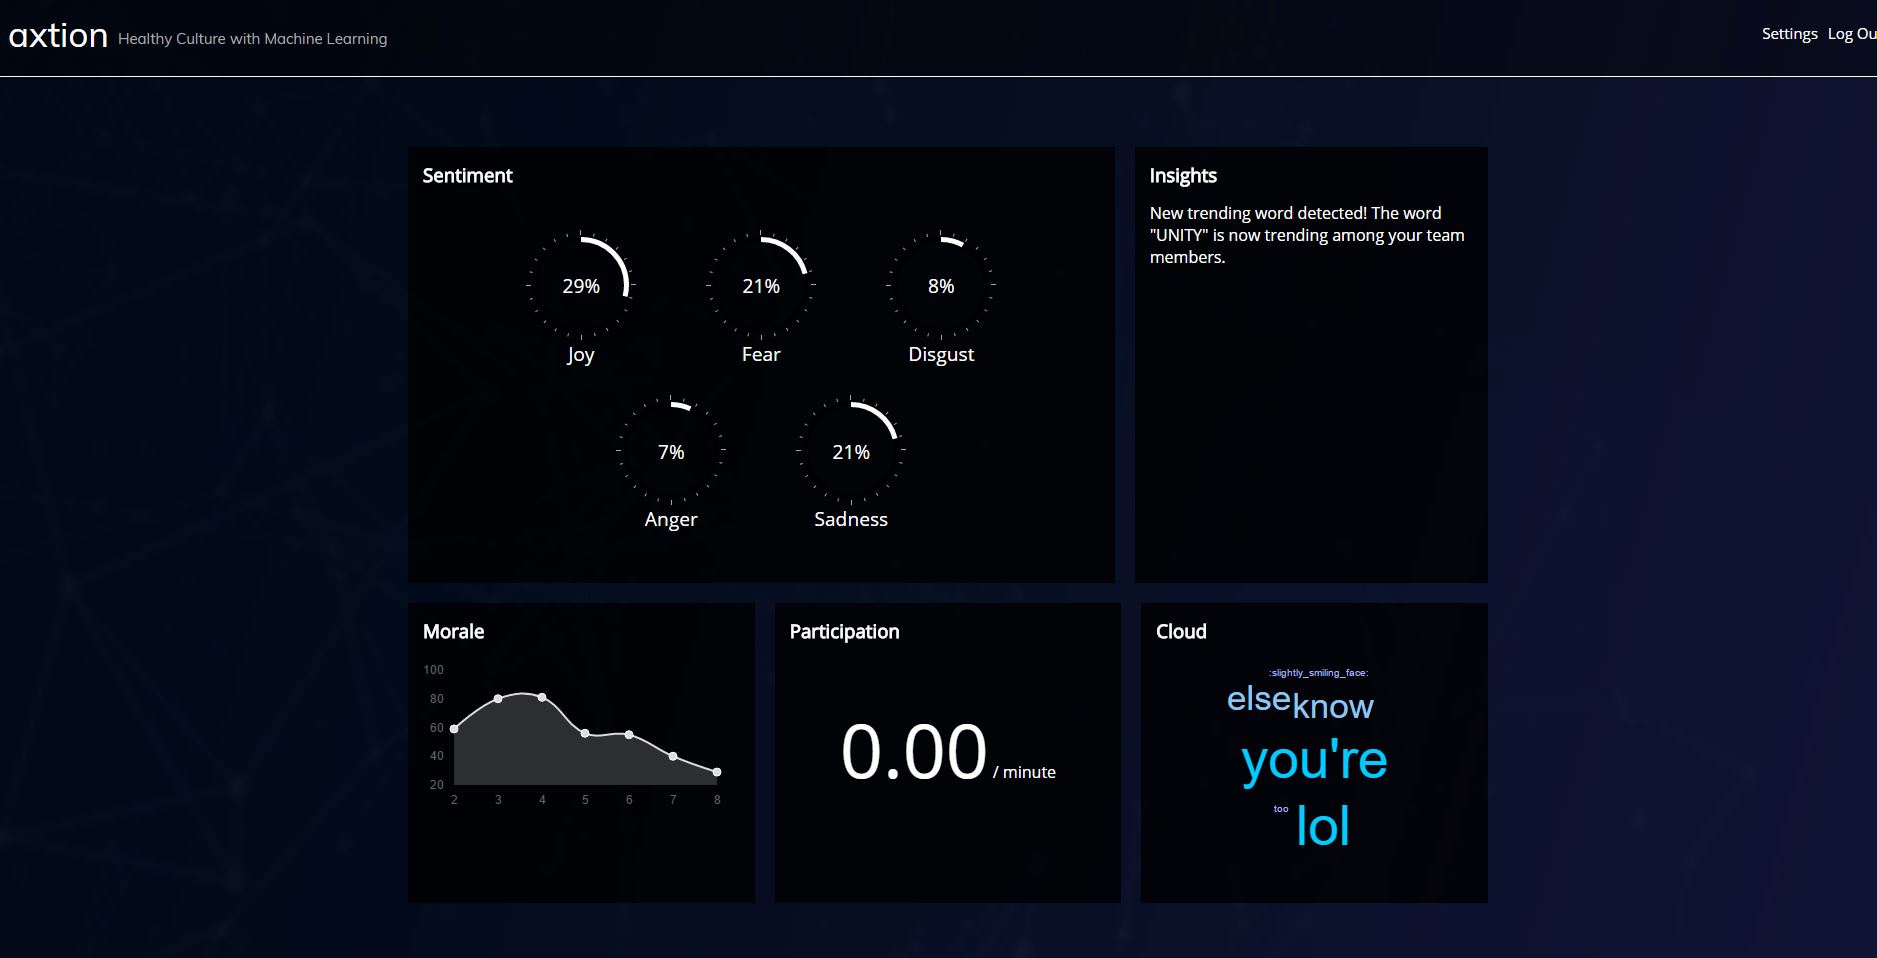 axtion Healthy Culture with Machine Learning
Settings Log Ou
Sentiment
29%
21%
8%
Joy
Fear
Disgust
7%
21%
Anger
Sadness
Insights
New trending word detected! The word
"UNITY" is now trending among your team
members.
Morale
100
80
60
40
20
2 3 4 5 6 7 8
Participation
0.00 / minute
Cloud
:slightly_smiling_face:
else know
you're
too lol